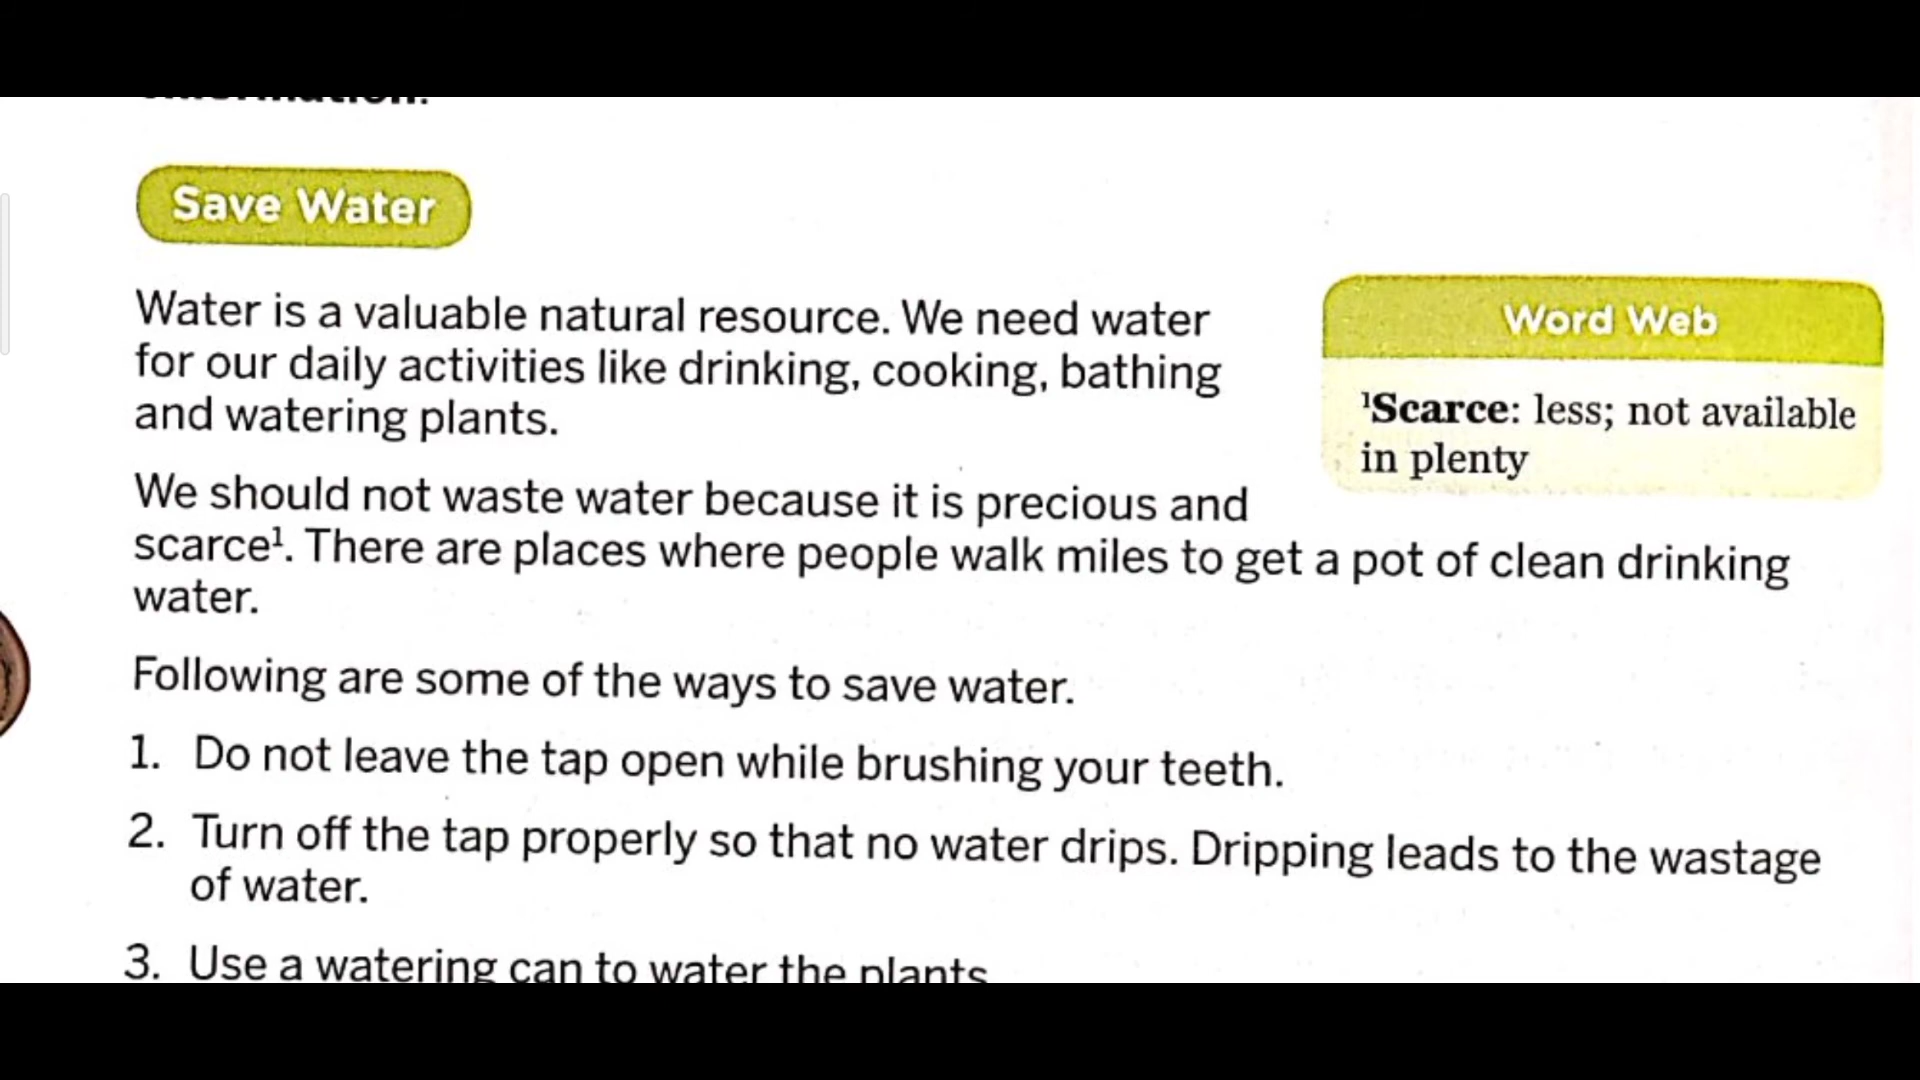 Save Water
Water is a valuable natural resource. We need water
for our daily activities like drinking, cooking, bathing
and watering plants.
Word Web
¹Scarce: less; not available
in plenty
We should not waste water because it is precious and
scarce¹. There are places where people walk miles to get a pot of clean drinking
water.
Following are some of the ways to save water.
1. Do not leave the tap open while brushing your teeth.
2. Turn off the tap properly so that no water drips. Dripping leads to the wastage
of water.
3. Use a watering can to water the plants